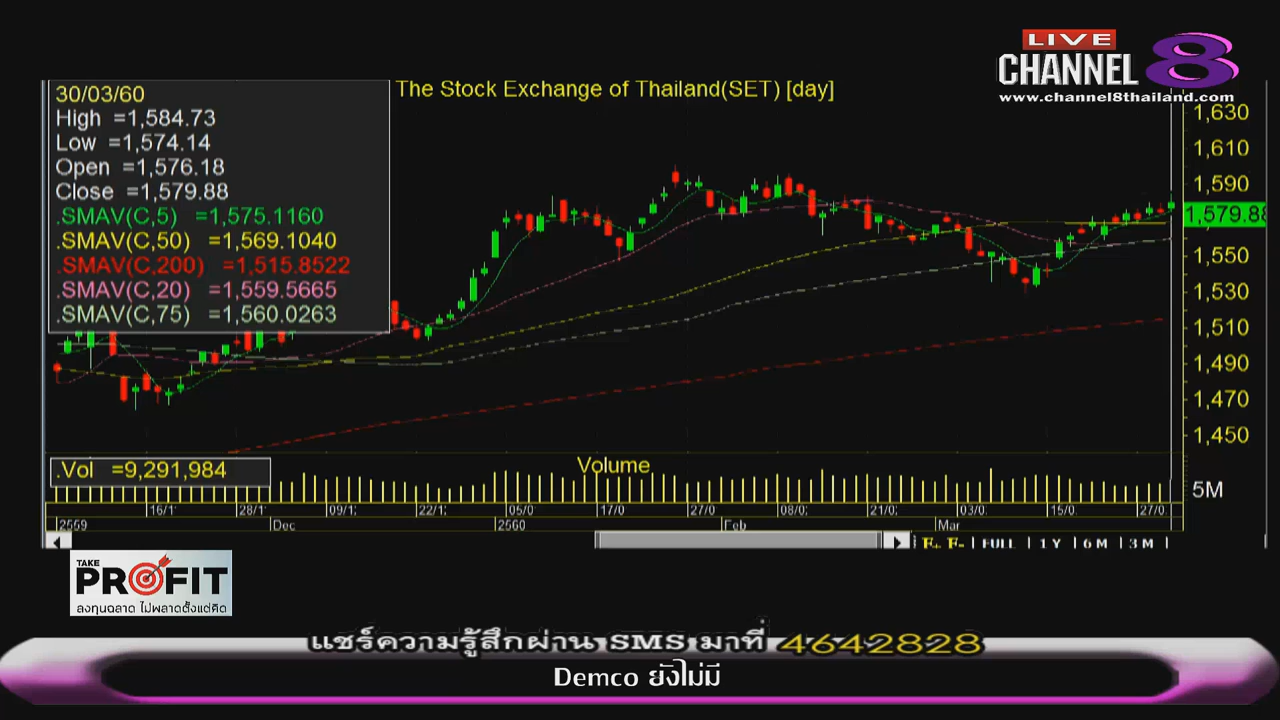 LIVE
CHANNEL 8
www.channel8thailand.com
The Stock Exchange of Thailand(SET) [day]
30/03/60
High =1,584.73
Low =1,574.14
Open =1,576.18
Close =1,579.88
.SMAV(C,5) =1,575.1160
.SMAV(C,50) =1,569.1040
.SMAV(C,200) =1,515.8522
.SMAV(C,20) =1,559.5665
.SMAV(C,75) =1,560.0263
1,630
1,610
1,590
1,579.88
1,550
1,530
1,510
1,490
1,470
1,450
.Vol =9,291,984
Volume
5M
16/1 28/1 09/1 22/1 05/0 17/0 27/0 08/0 21/0 03/0 15/0 27/0
2559 Dec 2560 Feb Mar
F+ F- | FULL | 1 Y | 6 M | 3 M |
TAKE
PROFIT
ลงทุนฉลาด ไม่พลาดตั้งแต่คิด
แชร์ความรู้สึกผ่าน SMS มาที่ 4642828
Demco ยังไม่มี